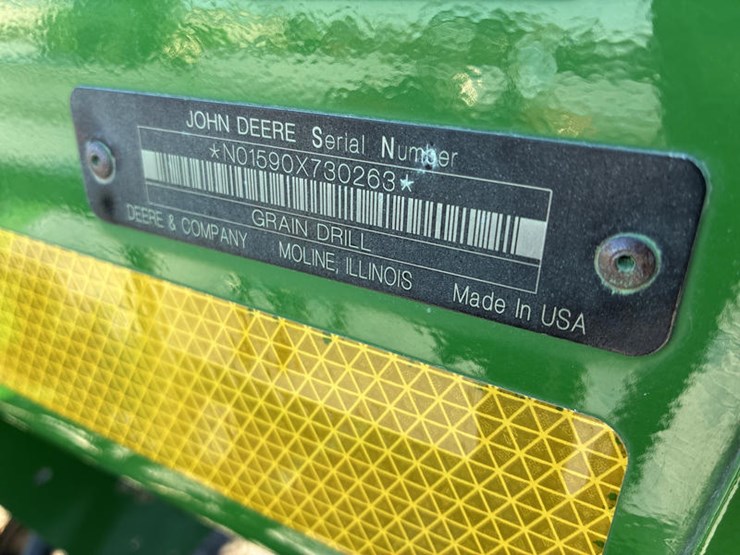 JOHN DEERE Serial Number
*N01590X730263*
GRAIN DRILL
DEERE & COMPANY MOLINE, ILLINOIS Made In USA